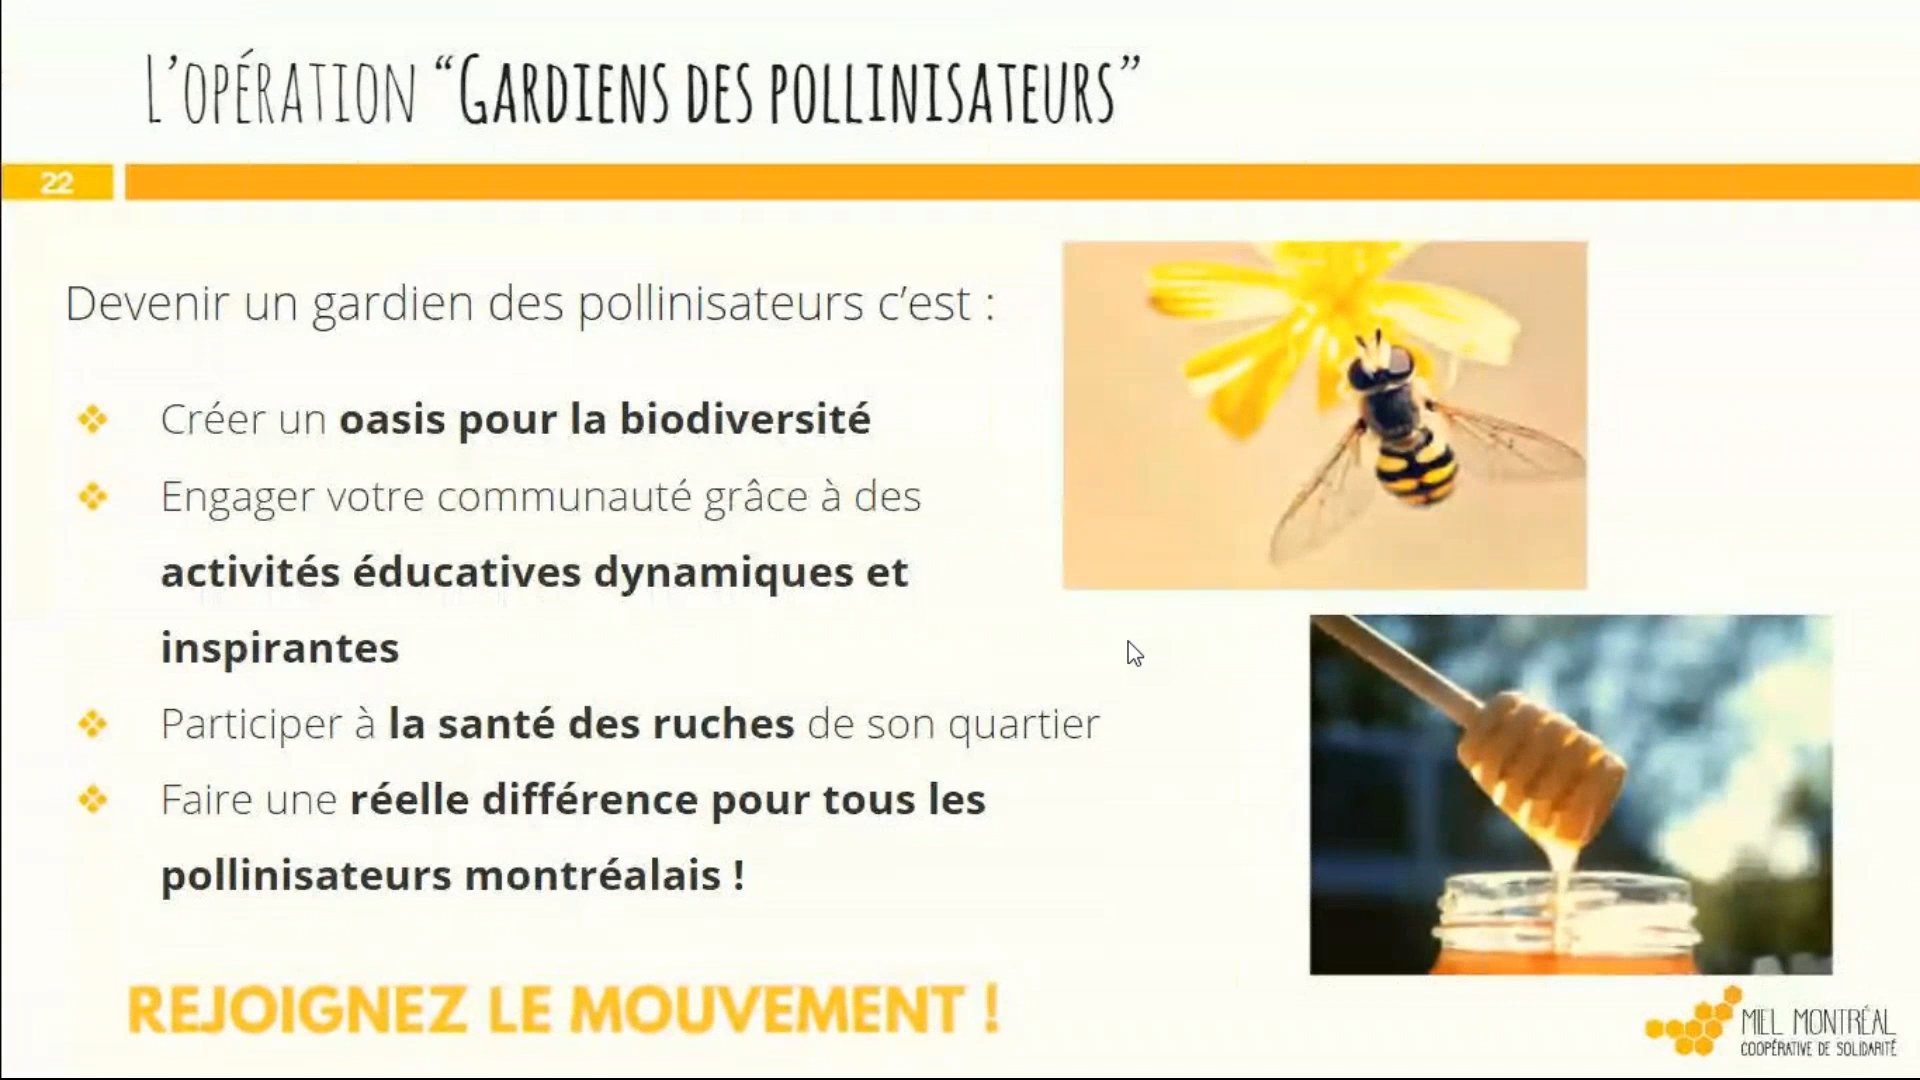 L'OPÉRATION “GARDIENS DES POLLINISATEURS”
22
Devenir un gardien des pollinisateurs c’est :
Créer un oasis pour la biodiversité
Engager votre communauté grâce à des
activités éducatives dynamiques et
inspirantes
Participer à la santé des ruches de son quartier
Faire une réelle différence pour tous les
pollinisateurs montréalais !
REJOIGNEZ LE MOUVEMENT !
MIEL MONTRÉAL
COOPÉRATIVE DE SOLIDARITÉ